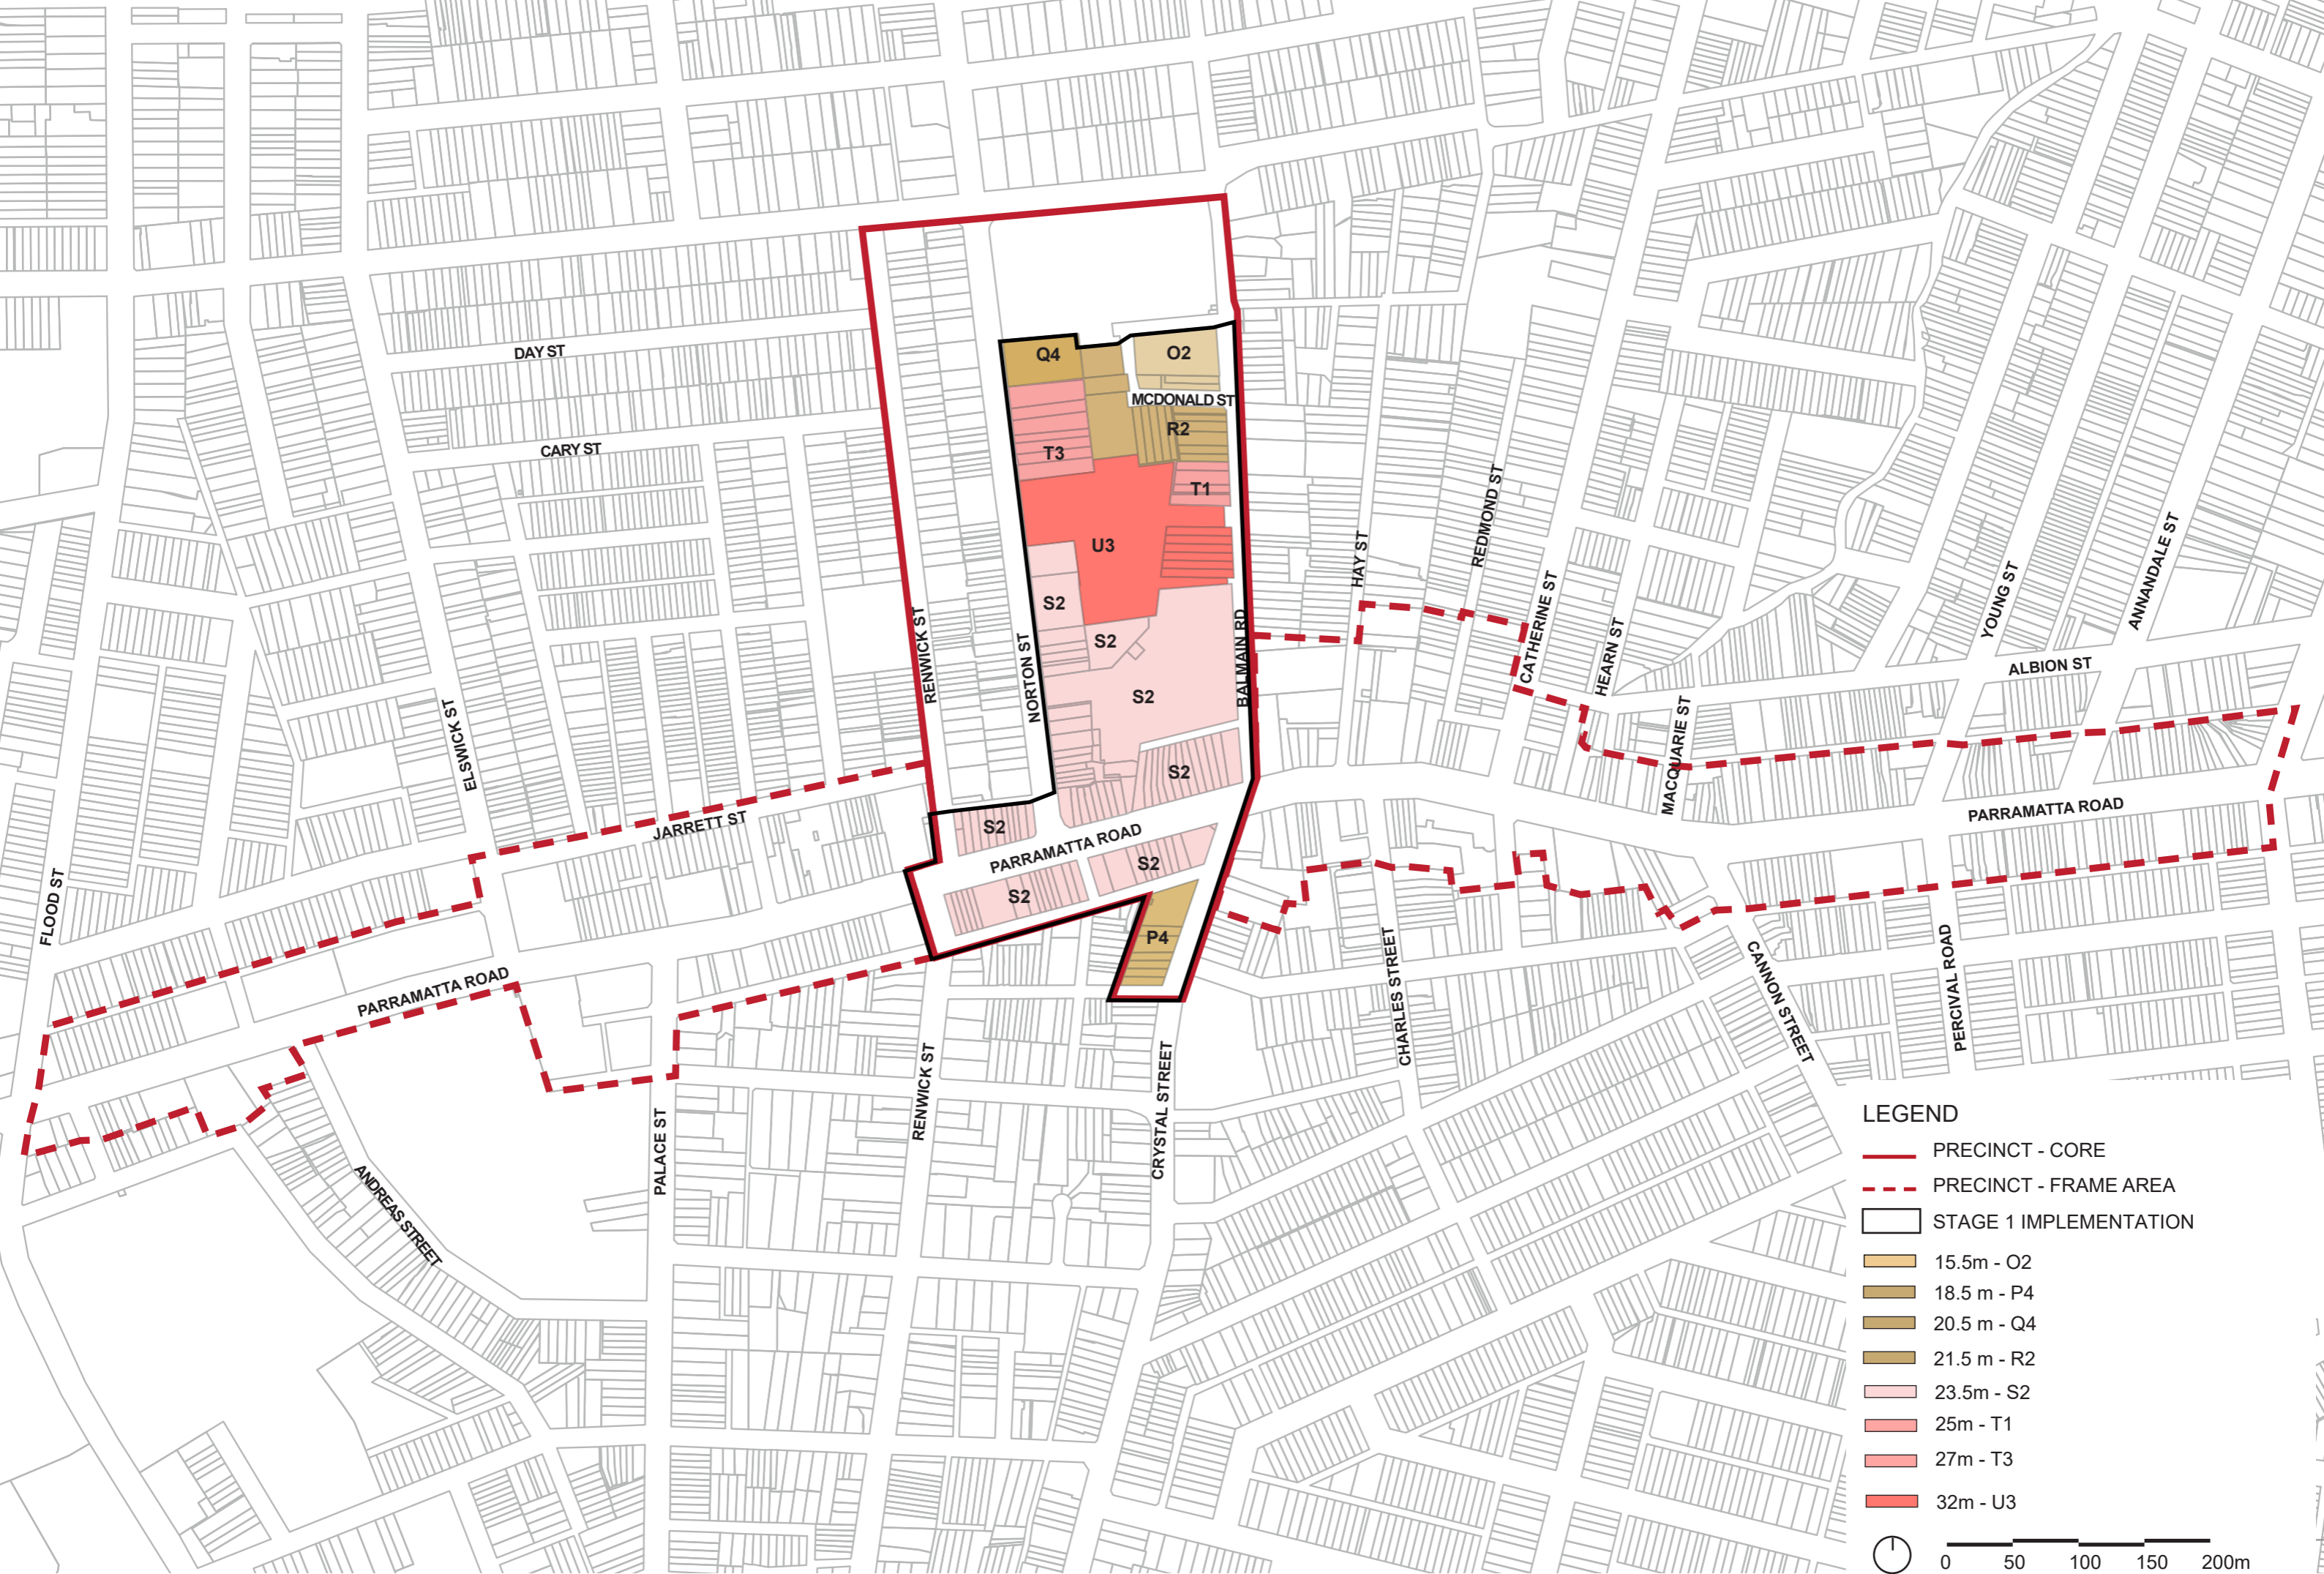 DAY ST
Q4
O2
MCDONALD ST
CARY ST
T3
R2
T1
U3
REDMOND ST
HAY ST
S2
S2
S2
S2
RENWICK ST
NORTON ST
BALMAIN RD
CATHERINE ST
HEARN ST
YOUNG ST
ANNANDALE ST
ALBION ST
ELSWICK ST
MACQUARIE ST
PARRAMATTA ROAD
JARRETT ST
S2
PARRAMATTA ROAD
S2
S2
FLOOD ST
P4
PARRAMATTA ROAD
CHARLES STREET
CANNON STREET
PERCIVAL ROAD
RENWICK ST
CRYSTAL STREET
PALACE ST
ANDREAS STREET
LEGEND
PRECINCT - CORE
PRECINCT - FRAME AREA
STAGE 1 IMPLEMENTATION
15.5m - O2
18.5 m - P4
20.5 m - Q4
21.5 m - R2
23.5m - S2
25m - T1
27m - T3
32m - U3
0 50 100 150 200m